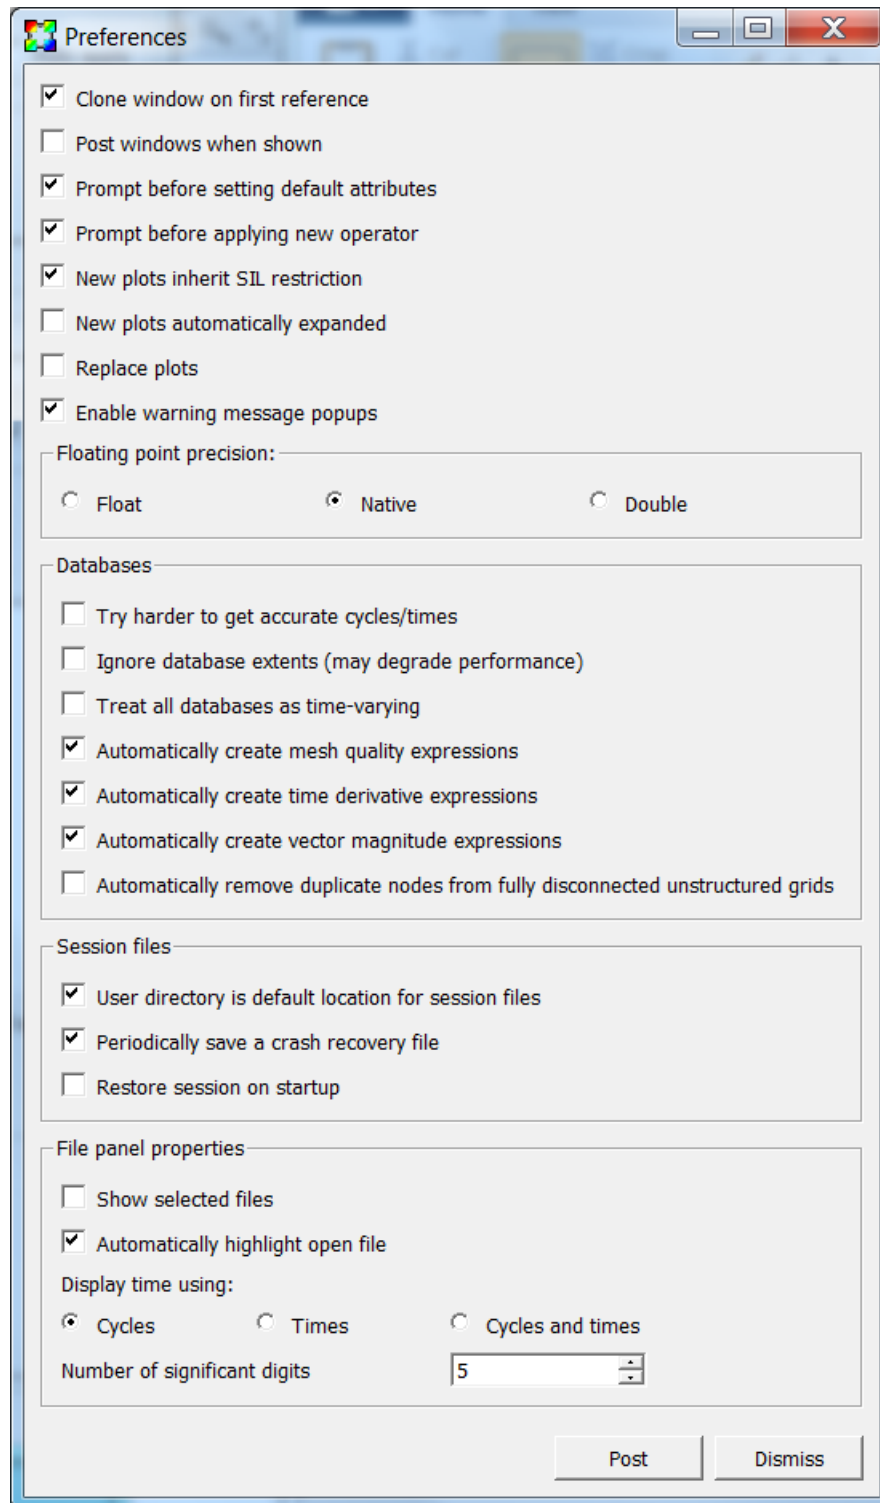 Preferences
Clone window on first reference
Post windows when shown
Prompt before setting default attributes
Prompt before applying new operator
New plots inherit SIL restriction
New plots automatically expanded
Replace plots
Enable warning message popups
Floating point precision:
Float Native Double
Databases
Try harder to get accurate cycles/times
Ignore database extents (may degrade performance)
Treat all databases as time-varying
Automatically create mesh quality expressions
Automatically create time derivative expressions
Automatically create vector magnitude expressions
Automatically remove duplicate nodes from fully disconnected unstructured grids
Session files
User directory is default location for session files
Periodically save a crash recovery file
Restore session on startup
File panel properties
Show selected files
Automatically highlight open file
Display time using:
Cycles Times Cycles and times
Number of significant digits 5
Post Dismiss